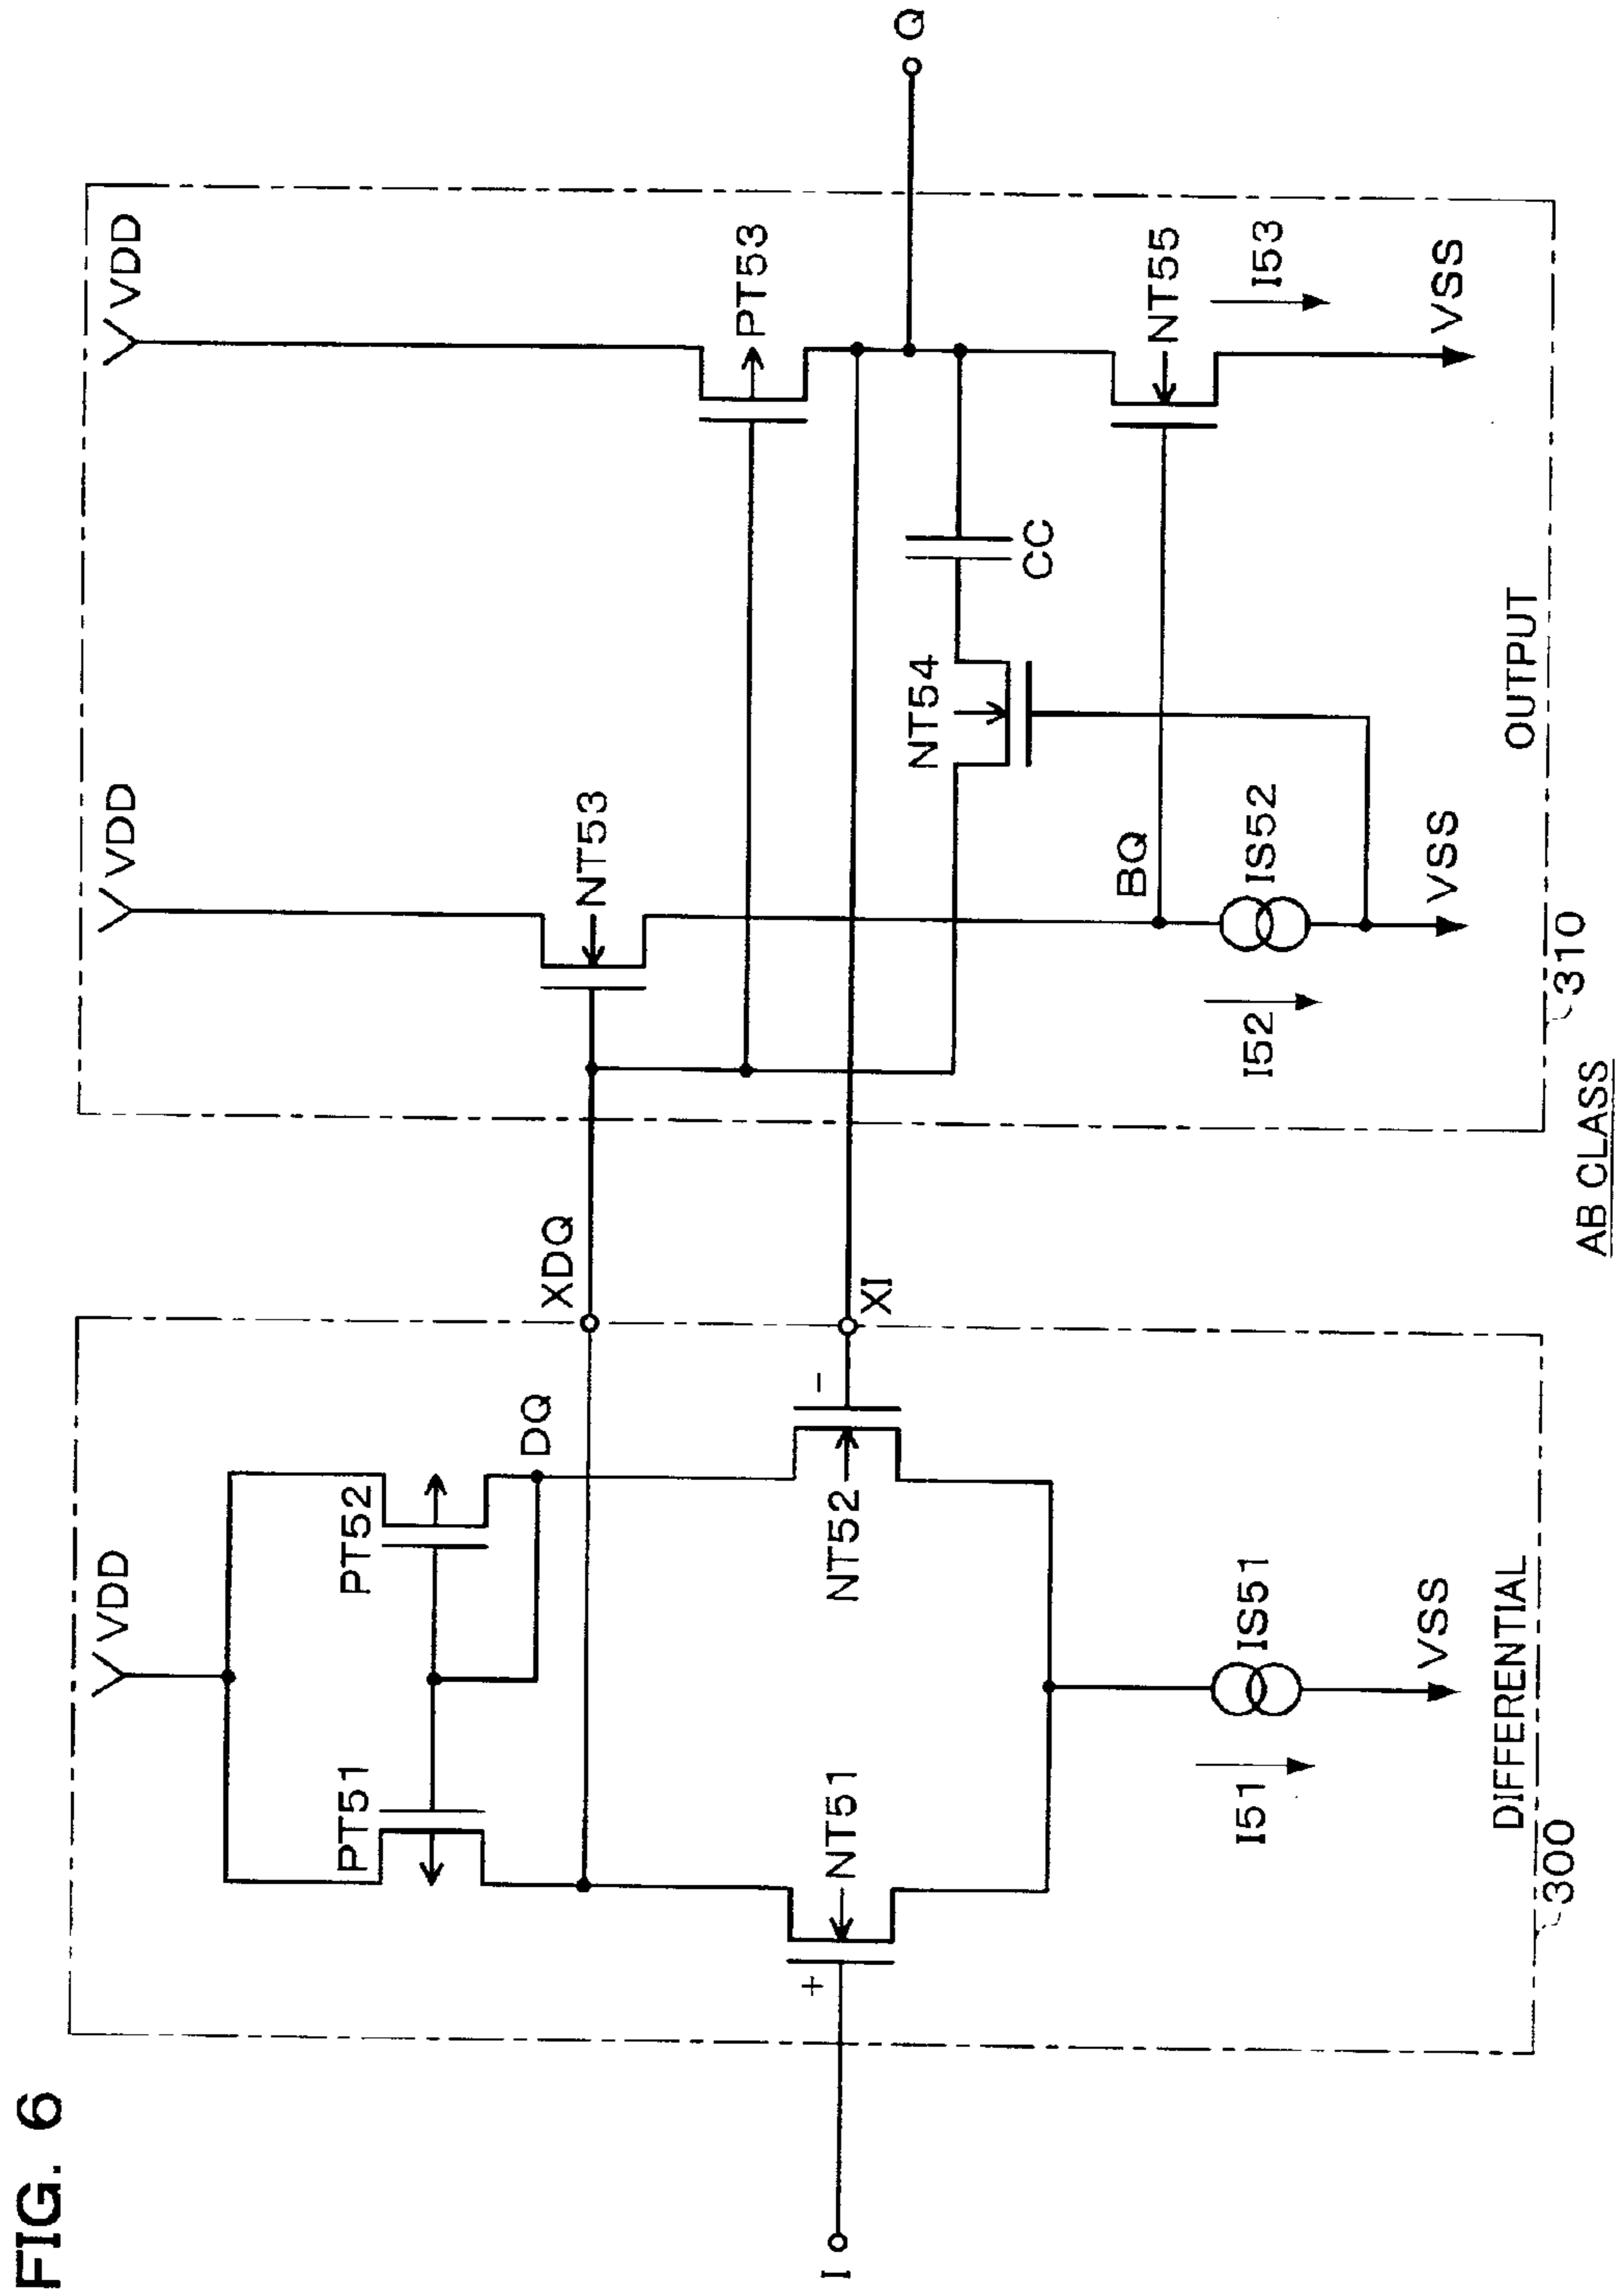 FIG. 6
VDD
PT51
PT52
DQ
XDQ
I
+
NT51
NT52
-
XI
I51
IS51
VSS
DIFFERENTIAL
300
VDD
VDD
NT53
PT53
Q
NT54
CC
BQ
NT55
I52
IS52
I53
VSS
VSS
OUTPUT
310
AB CLASS